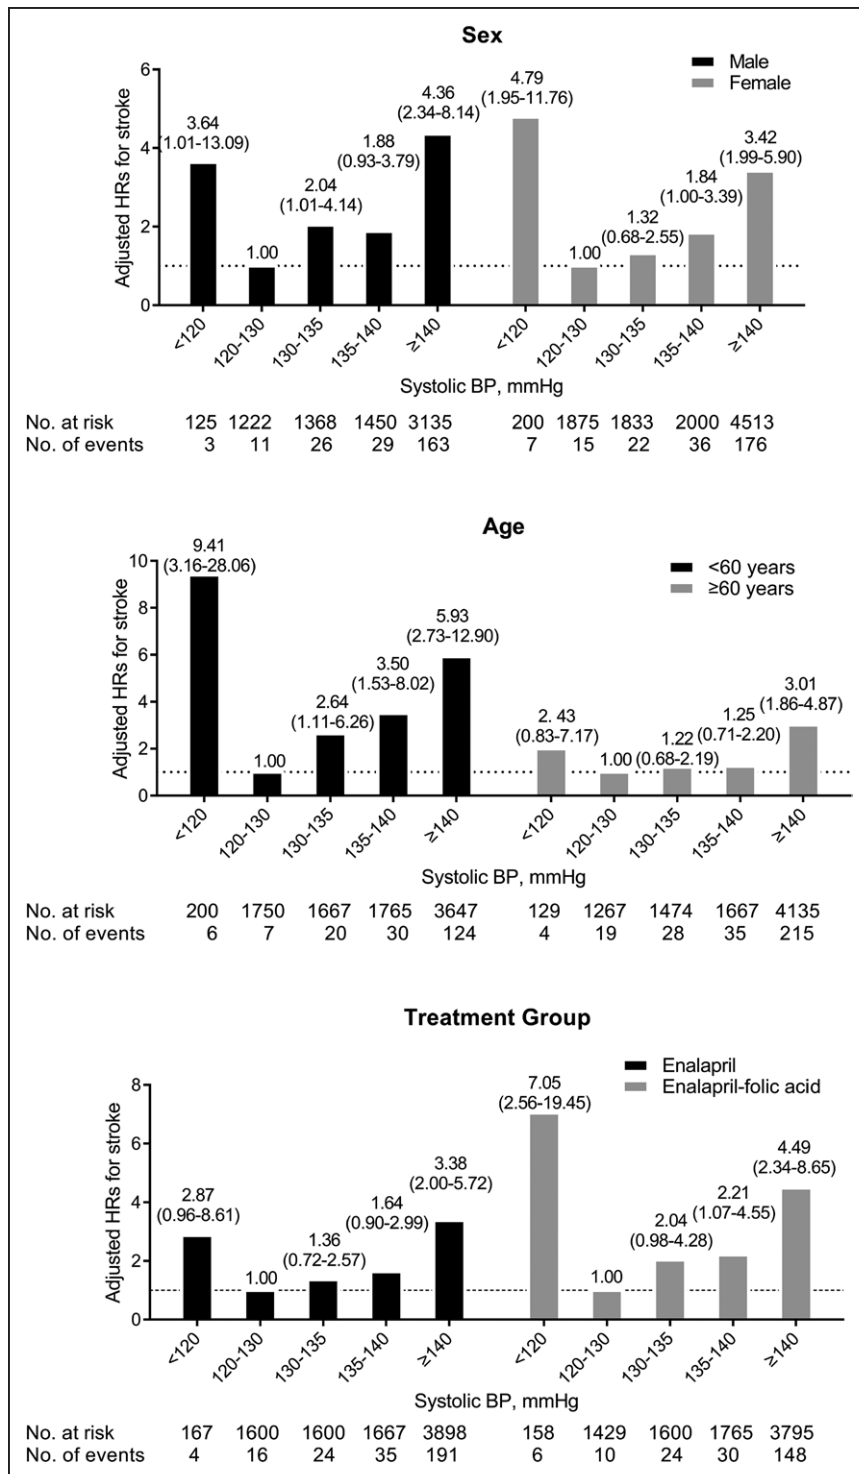 Sex
Male
Female
Adjusted HRs for stroke
6
4
2
0
3.64
(1.01-13.09)
1.00
2.04
(1.01-4.14)
1.88
(0.93-3.79)
4.36
(2.34-8.14)
4.79
(1.95-11.76)
1.00
1.32
(0.68-2.55)
1.84
(1.00-3.39)
3.42
(1.99-5.90)
<120 120-130 130-135 135-140 ≥140 <120 120-130 130-135 135-140 ≥140
Systolic BP, mmHg
No. at risk 125 1222 1368 1450 3135 200 1875 1833 2000 4513
No. of events 3 11 26 29 163 7 15 22 36 176
Age
<60 years
≥60 years
Adjusted HRs for stroke
10
8
6
4
2
0
9.41
(3.16-28.06)
1.00
2.64
(1.11-6.26)
3.50
(1.53-8.02)
5.93
(2.73-12.90)
2. 43
(0.83-7.17)
1.00
1.22
(0.68-2.19)
1.25
(0.71-2.20)
3.01
(1.86-4.87)
<120 120-130 130-135 135-140 ≥140 <120 120-130 130-135 135-140 ≥140
Systolic BP, mmHg
No. at risk 200 1750 1667 1765 3647 129 1267 1474 1667 4135
No. of events 6 7 20 30 124 4 19 28 35 215
Treatment Group
Enalapril
Enalapril-folic acid
Adjusted HRs for stroke
8
6
4
2
0
2.87
(0.96-8.61)
1.00
1.36
(0.72-2.57)
1.64
(0.90-2.99)
3.38
(2.00-5.72)
7.05
(2.56-19.45)
1.00
2.04
(0.98-4.28)
2.21
(1.07-4.55)
4.49
(2.34-8.65)
<120 120-130 130-135 135-140 ≥140 <120 120-130 130-135 135-140 ≥140
Systolic BP, mmHg
No. at risk 167 1600 1600 1667 3898 158 1429 1600 1765 3795
No. of events 4 16 24 35 191 6 10 24 30 148